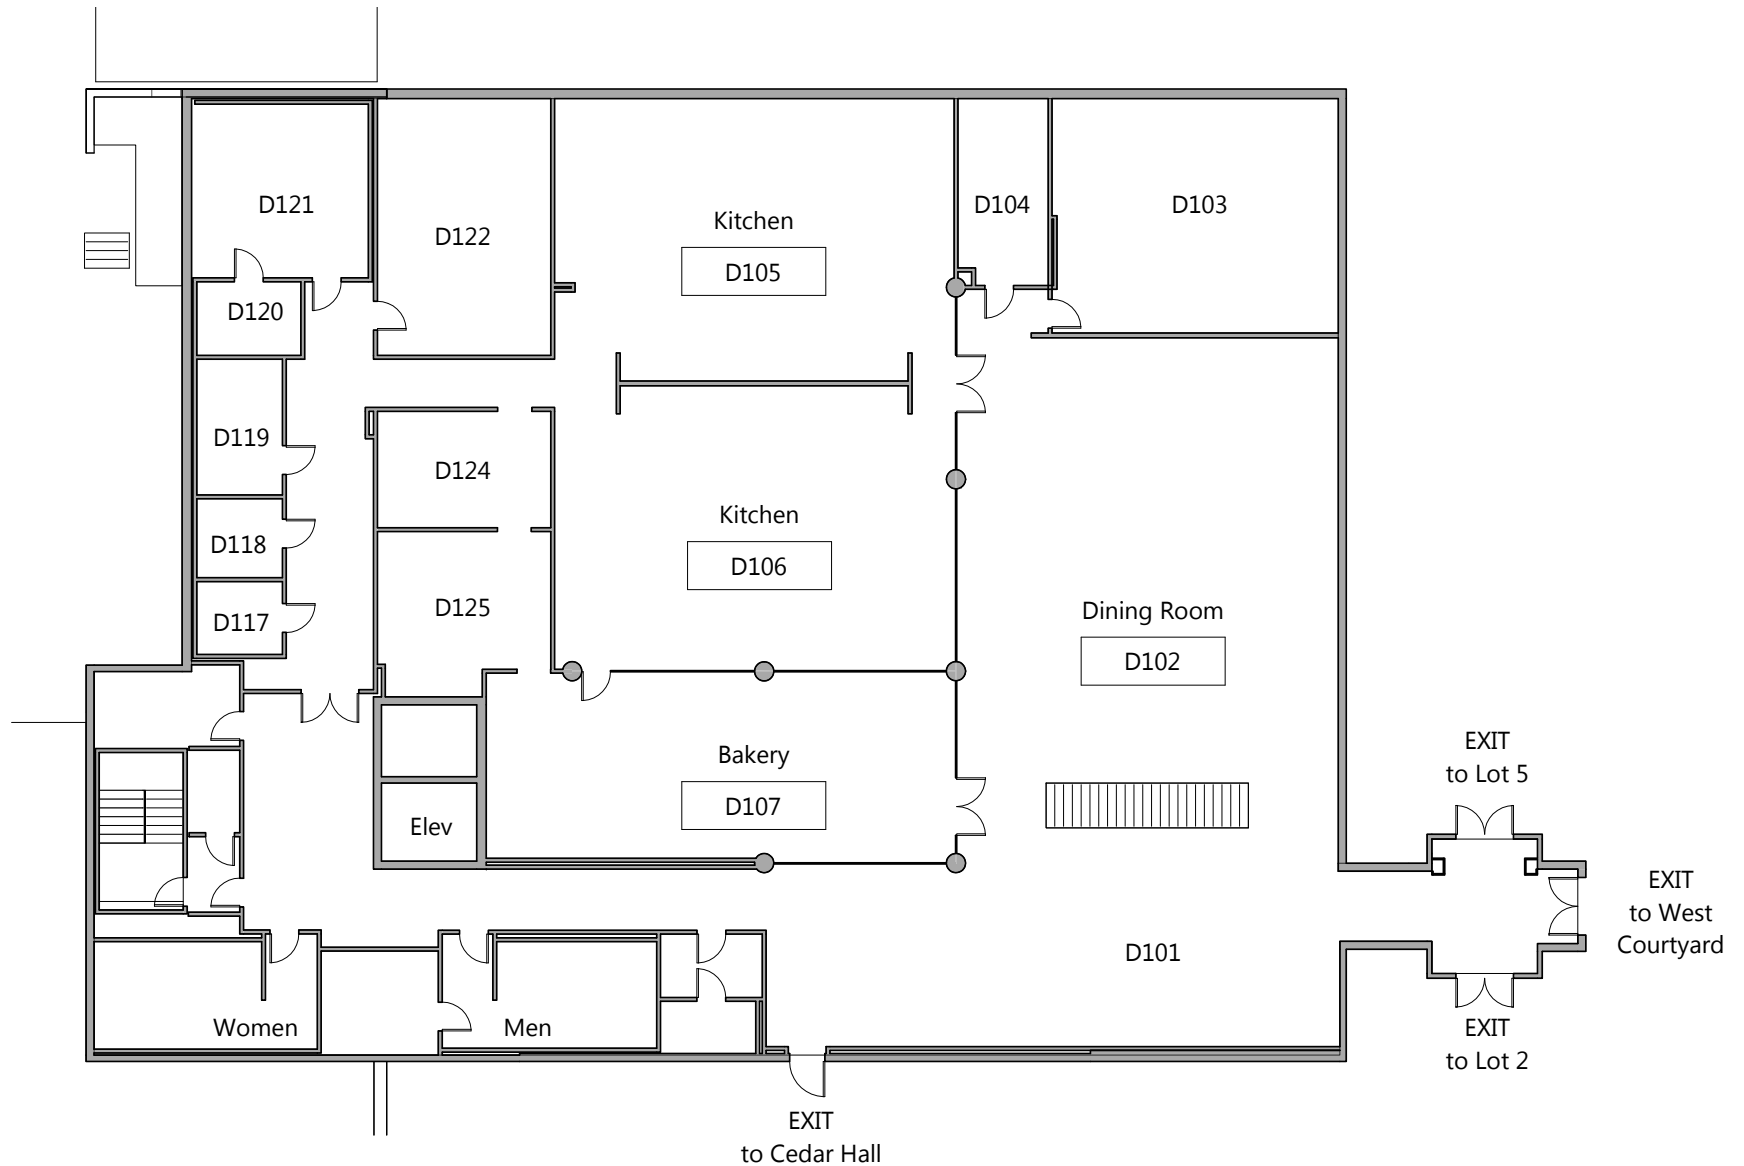 D121
D122
Kitchen
D105
D104
D103
D120
D119
D124
Kitchen
D106
D118
D125
D117
Dining Room
D102
Bakery
D107
Elev
EXIT
to Lot 5
EXIT
to West
Courtyard
D101
Women
Men
EXIT
to Lot 2
EXIT
to Cedar Hall